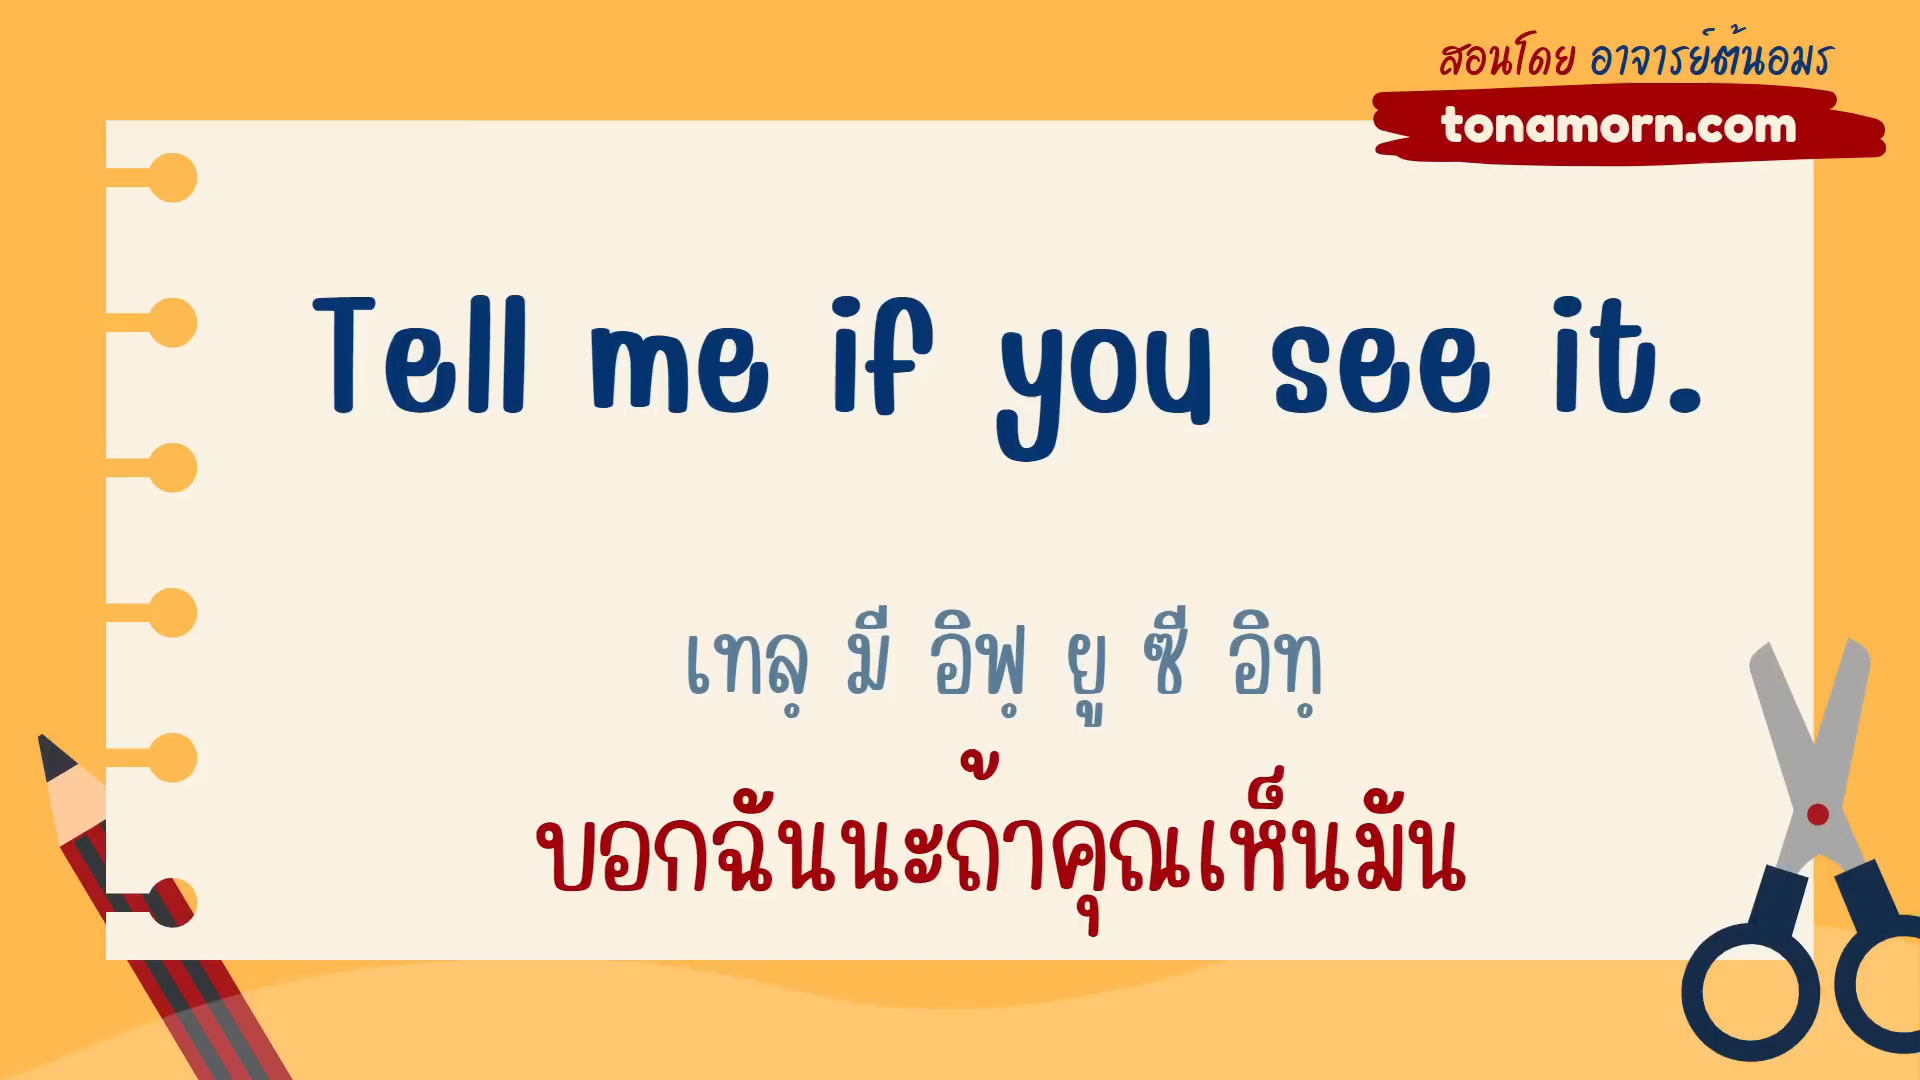 สอนโดย อาจารย์ต้นอมร
tonamorn.com
Tell me if you see it.
เทลฺ มี อิฟฺ ยู ซี อิทฺ
บอกฉันนะถ้าคุณเห็นมัน